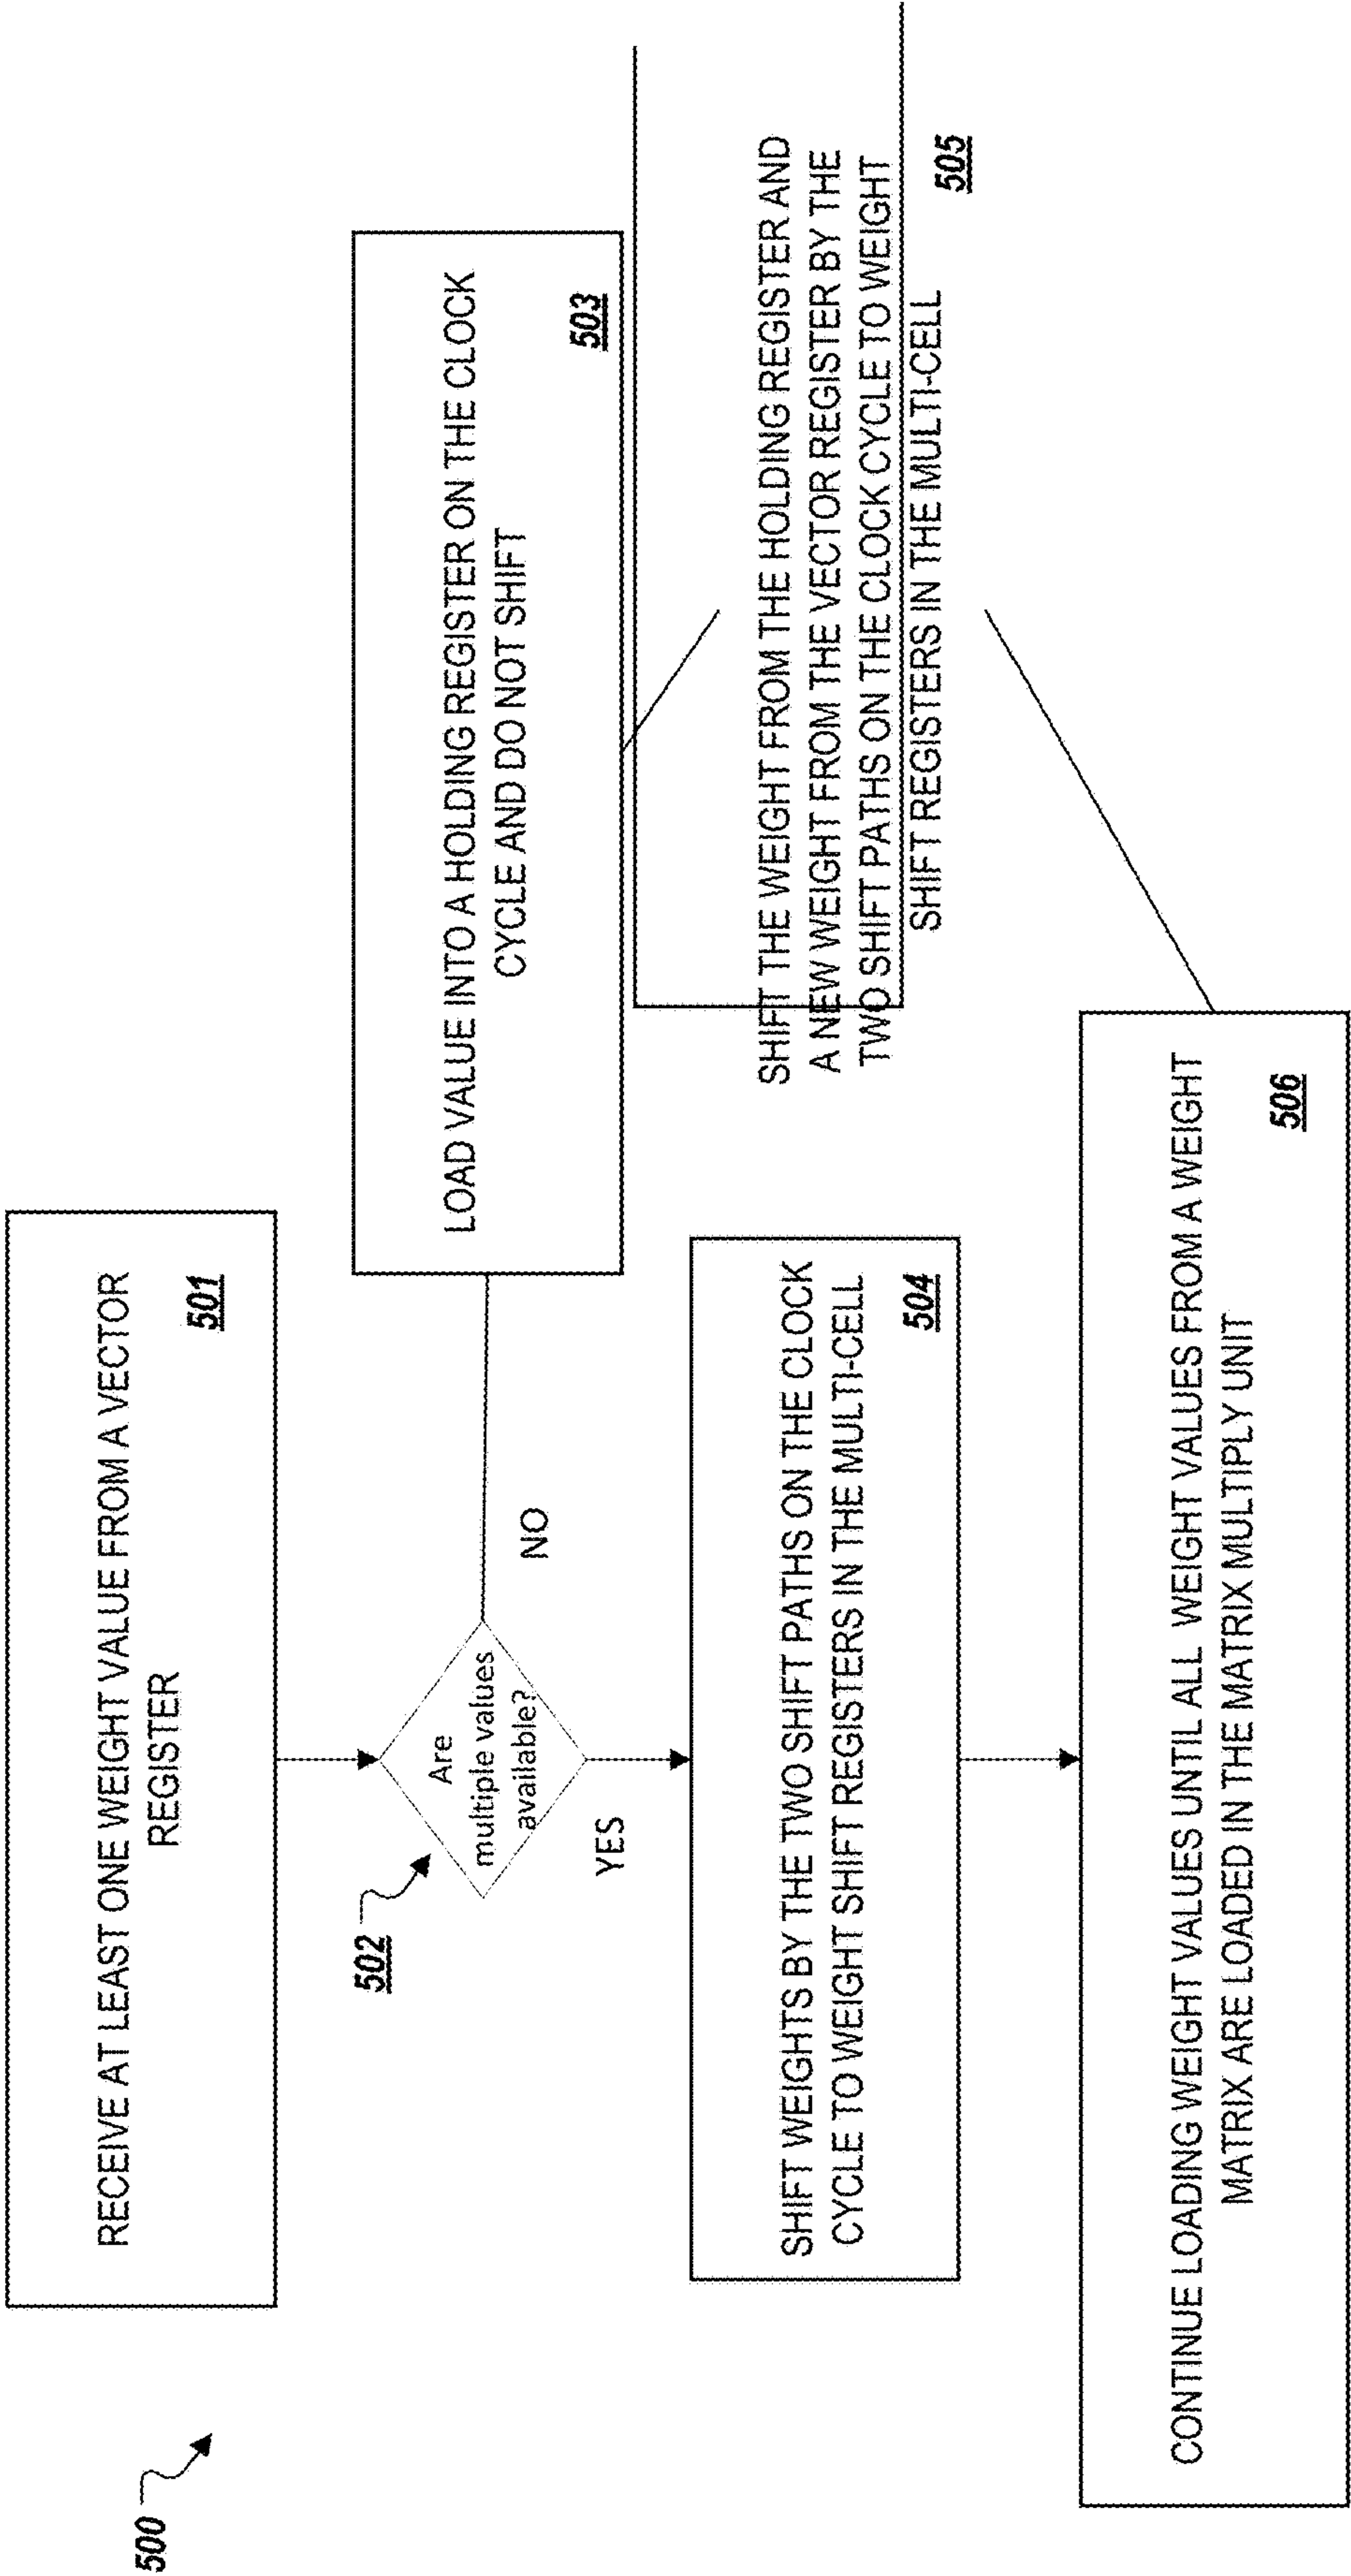 500
RECEIVE AT LEAST ONE WEIGHT VALUE FROM A VECTOR
REGISTER
501
502
Are
multiple values
available?
NO
YES
LOAD VALUE INTO A HOLDING REGISTER ON THE CLOCK
CYCLE AND DO NOT SHIFT
503
SHIFT WEIGHTS BY THE TWO SHIFT PATHS ON THE CLOCK
CYCLE TO WEIGHT SHIFT REGISTERS IN THE MULTI-CELL
504
SHIFT THE WEIGHT FROM THE HOLDING REGISTER AND
A NEW WEIGHT FROM THE VECTOR REGISTER BY THE
TWO SHIFT PATHS ON THE CLOCK CYCLE TO WEIGHT
SHIFT REGISTERS IN THE MULTI-CELL
505
CONTINUE LOADING WEIGHT VALUES UNTIL ALL WEIGHT VALUES FROM A WEIGHT
MATRIX ARE LOADED IN THE MATRIX MULTIPLY UNIT
506